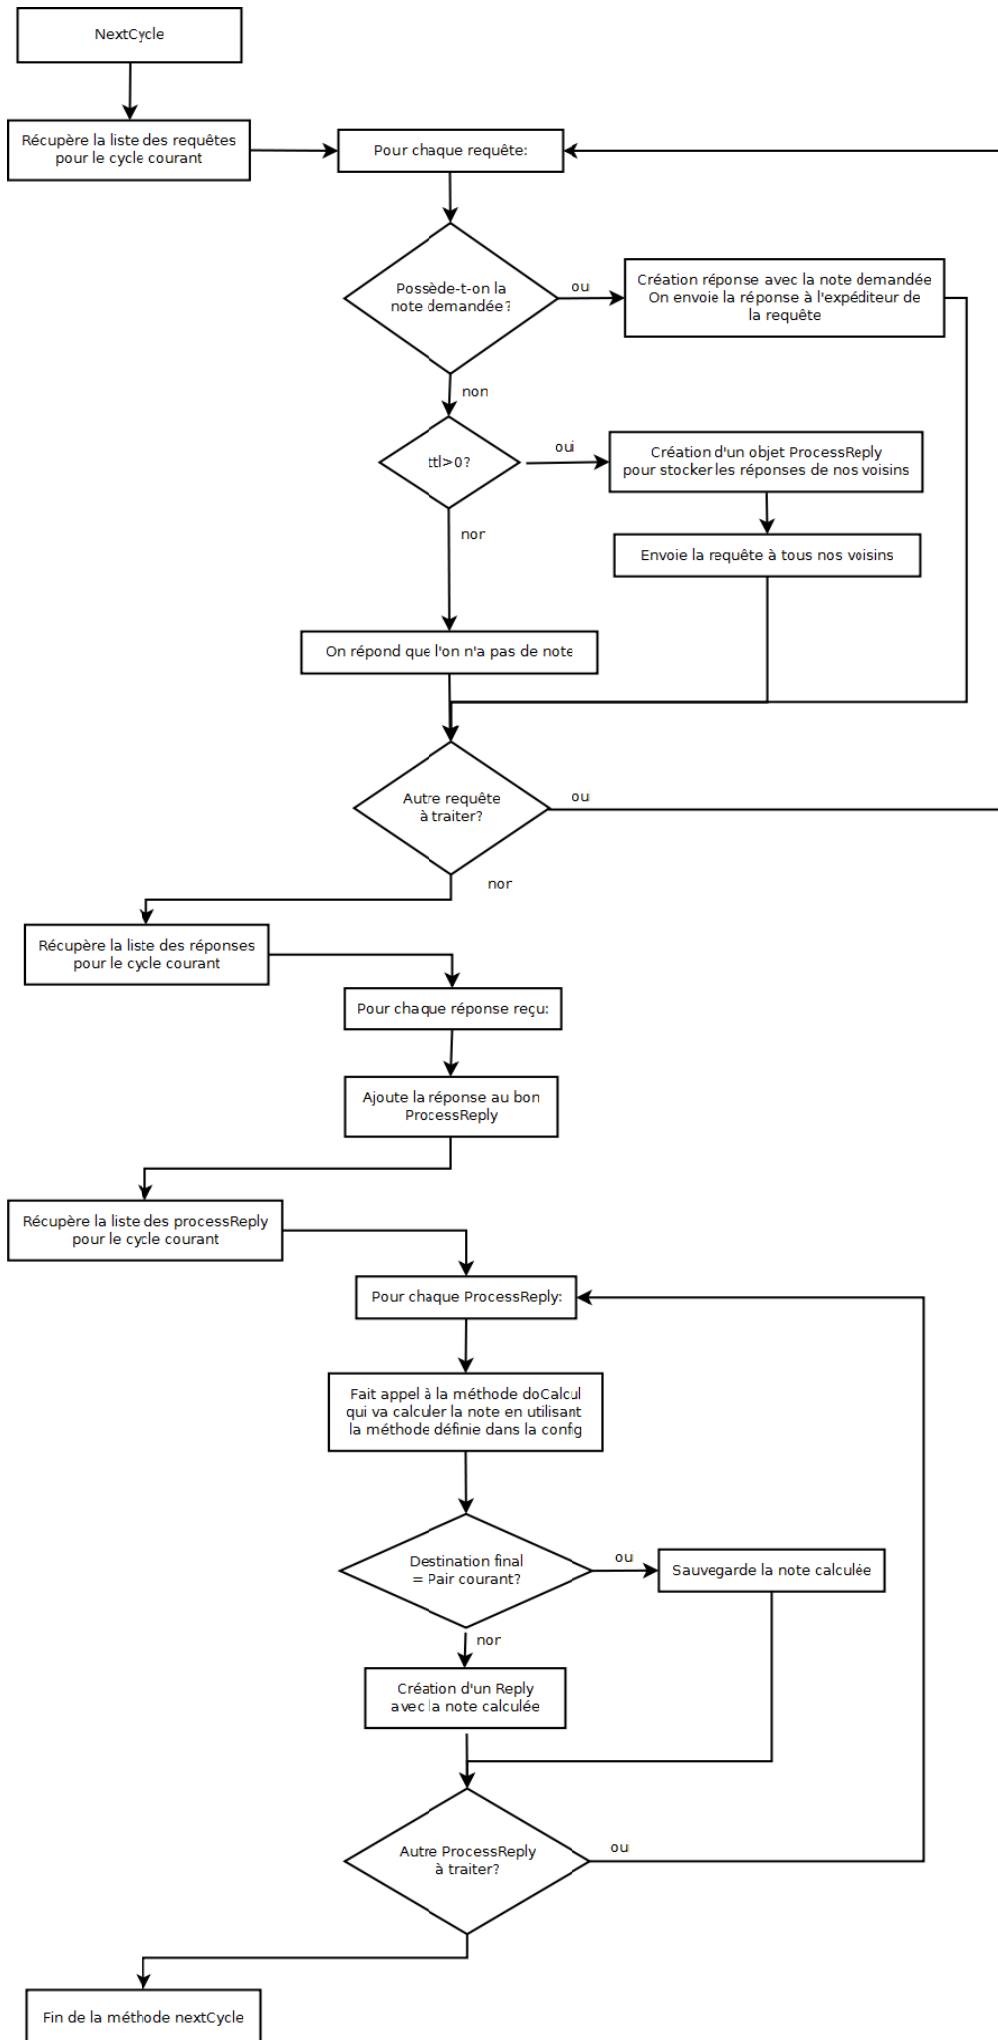 NextCycle
Récupère la liste des requêtes
pour le cycle courant
Pour chaque requête:
Possède-t-on la
note demandée?
ou
Création réponse avec la note demandée
On envoie la réponse à l'expéditeur de
la requête
non
ttl>0?
oui
Création d'un objet ProcessReply
pour stocker les réponses de nos voisins
nor
Envoie la requête à tous nos voisins
On répond que l'on n'a pas de note
Autre requête
à traiter?
ou
nor
Récupère la liste des réponses
pour le cycle courant
Pour chaque réponse reçu:
Ajoute la réponse au bon
ProcessReply
Récupère la liste des processReply
pour le cycle courant
Pour chaque ProcessReply:
Fait appel à la méthode doCalcul
qui va calculer la note en utilisant
la méthode définie dans la config
Destination final
= Pair courant?
ou
Sauvegarde la note calculée
nor
Création d'un Reply
avec la note calculée
Autre ProcessReply
à traiter?
ou
Fin de la méthode nextCycle